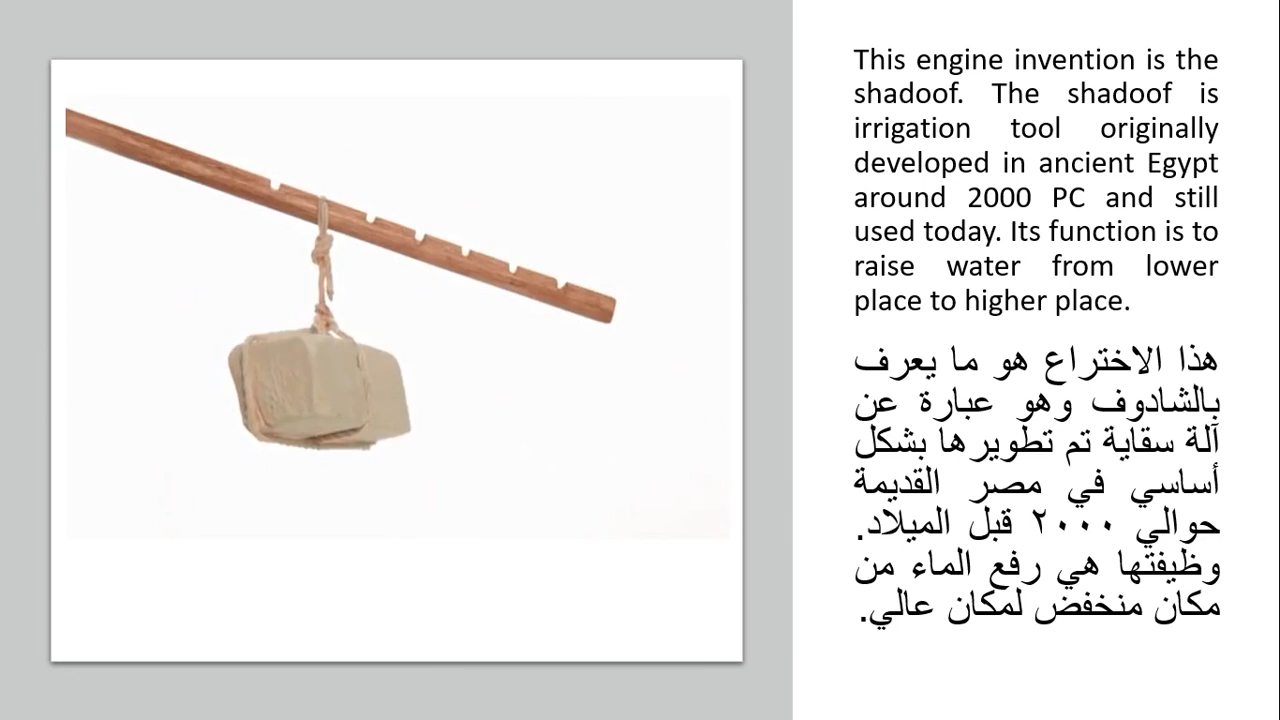 This engine invention is the
shadoof. The shadoof is
irrigation tool originally
developed in ancient Egypt
around 2000 PC and still
used today. Its function is to
raise water from lower
place to higher place.
هذا الاختراع هو ما يعرف
بالشادوف وهو عبارة عن
آلة سقاية تم تطويرها بشكل
أساسي في مصر القديمة
حوالي ٢٠٠٠ قبل الميلاد.
وظيفتها هي رفع الماء من
مكان منخفض لمكان عالي.